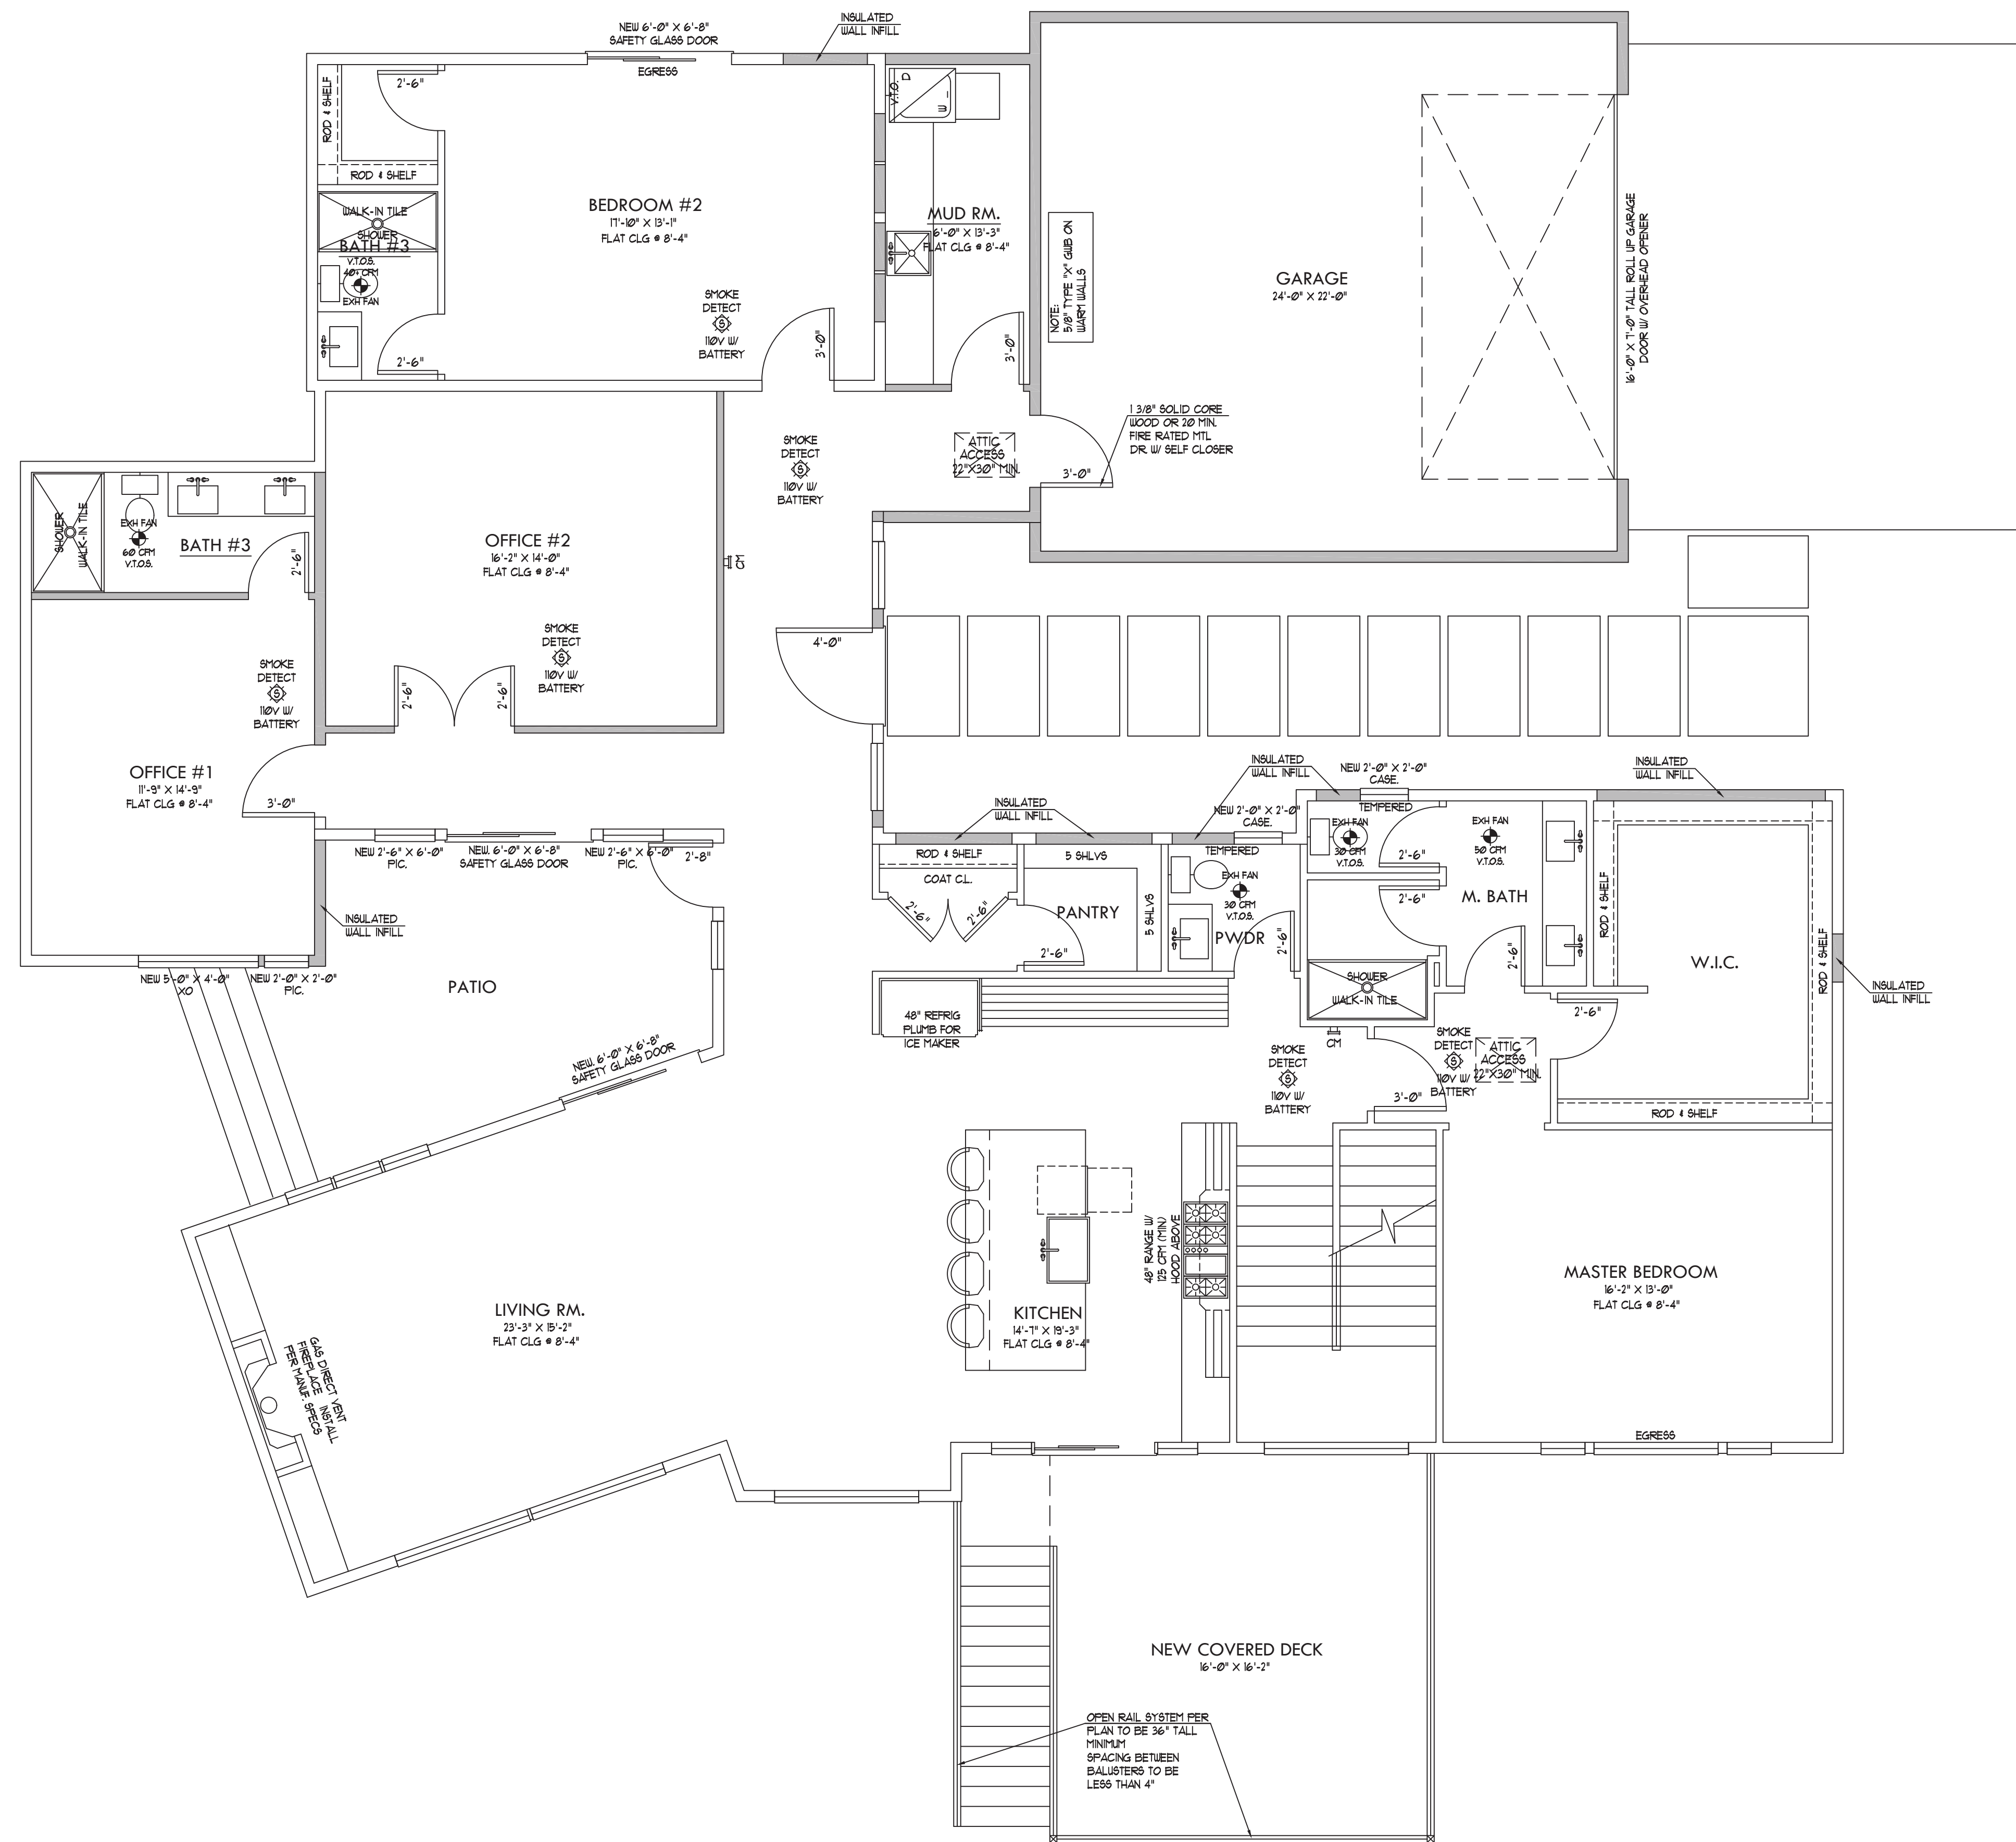 NEW 6'-0" X 6'-8"
SAFETY GLASS DOOR
EGRESS
INSULATED
WALL INFILL
2'-6"
ROD & SHELF
ROD & SHELF
WALK-IN TILE
SHOWER
BATH #3
V.T.O.S.
40+ CFM
EXH FAN
2'-6"
BEDROOM #2
17'-10" X 13'-1"
FLAT CLG @ 8'-4"
SMOKE
DETECT
S
110V W/
BATTERY
3'-0"
V.T.O.
D
W
MUD RM.
6'-0" X 13'-3"
FLAT CLG @ 8'-4"
3'-0"
NOTE:
5/8" TYPE "X" GWB ON
WARM WALLS
GARAGE
24'-0" X 22'-0"
16'-0" X 7'-0" TALL ROLL UP GARAGE
DOOR W/ OVERHEAD OPENER
1 3/8" SOLID CORE
WOOD OR 20 MIN.
FIRE RATED MTL
DR. W/ SELF CLOSER
3'-0"
ATTIC
ACCESS
22"X30" MIN.
SMOKE
DETECT
S
110V W/
BATTERY
SHOWER
WALK-IN TILE
EXH FAN
60 CFM
V.T.O.S.
BATH #3
2'-6"
OFFICE #2
16'-2" X 14'-0"
FLAT CLG @ 8'-4"
CM
SMOKE
DETECT
S
110V W/
BATTERY
2'-6"
2'-6"
4'-0"
SMOKE
DETECT
S
110V W/
BATTERY
OFFICE #1
11'-9" X 14'-9"
FLAT CLG @ 8'-4"
3'-0"
NEW 2'-6" X 6'-0"
PIC.
NEW. 6'-0" X 6'-8"
SAFETY GLASS DOOR
NEW 2'-6" X 6'-0"
PIC.
2'-8"
INSULATED
WALL INFILL
NEW 5'-0" X 4'-0"
XO
NEW 2'-0" X 2'-0"
PIC.
PATIO
NEW. 6'-0" X 6'-8"
SAFETY GLASS DOOR
INSULATED
WALL INFILL
INSULATED
WALL INFILL
NEW 2'-0" X 2'-0"
CASE.
NEW 2'-0" X 2'-0"
CASE.
INSULATED
WALL INFILL
ROD & SHELF
COAT CL.
2'-6"
2'-6"
5 SHLVS
5 SHLVS
PANTRY
2'-6"
TEMPERED
EXH FAN
30 CFM
V.T.O.S.
PWDR
2'-6"
TEMPERED
EXH FAN
30 CFM
V.T.O.S.
2'-6"
2'-6"
EXH FAN
50 CFM
V.T.O.S.
M. BATH
2'-6"
SHOWER
WALK-IN TILE
CM
ROD & SHELF
W.I.C.
ROD & SHELF
ROD & SHELF
INSULATED
WALL INFILL
2'-6"
48" REFRIG
PLUMB FOR
ICE MAKER
SMOKE
DETECT
S
110V W/
BATTERY
SMOKE
DETECT
S
110V W/
BATTERY
ATTIC
ACCESS
22"X30" MIN.
3'-0"
48" RANGE W/
125 CFM (MIN.)
HOOD ABOVE
KITCHEN
14'-7" X 19'-3"
FLAT CLG @ 8'-4"
LIVING RM.
23'-3" X 15'-2"
FLAT CLG @ 8'-4"
GAS DIRECT VENT
FIREPLACE INSTALL
PER MANUF. SPECS
MASTER BEDROOM
16'-2" X 13'-0"
FLAT CLG @ 8'-4"
EGRESS
NEW COVERED DECK
16'-0" X 16'-2"
OPEN RAIL SYSTEM PER
PLAN TO BE 36" TALL
MINIMUM
SPACING BETWEEN
BALUSTERS TO BE
LESS THAN 4"